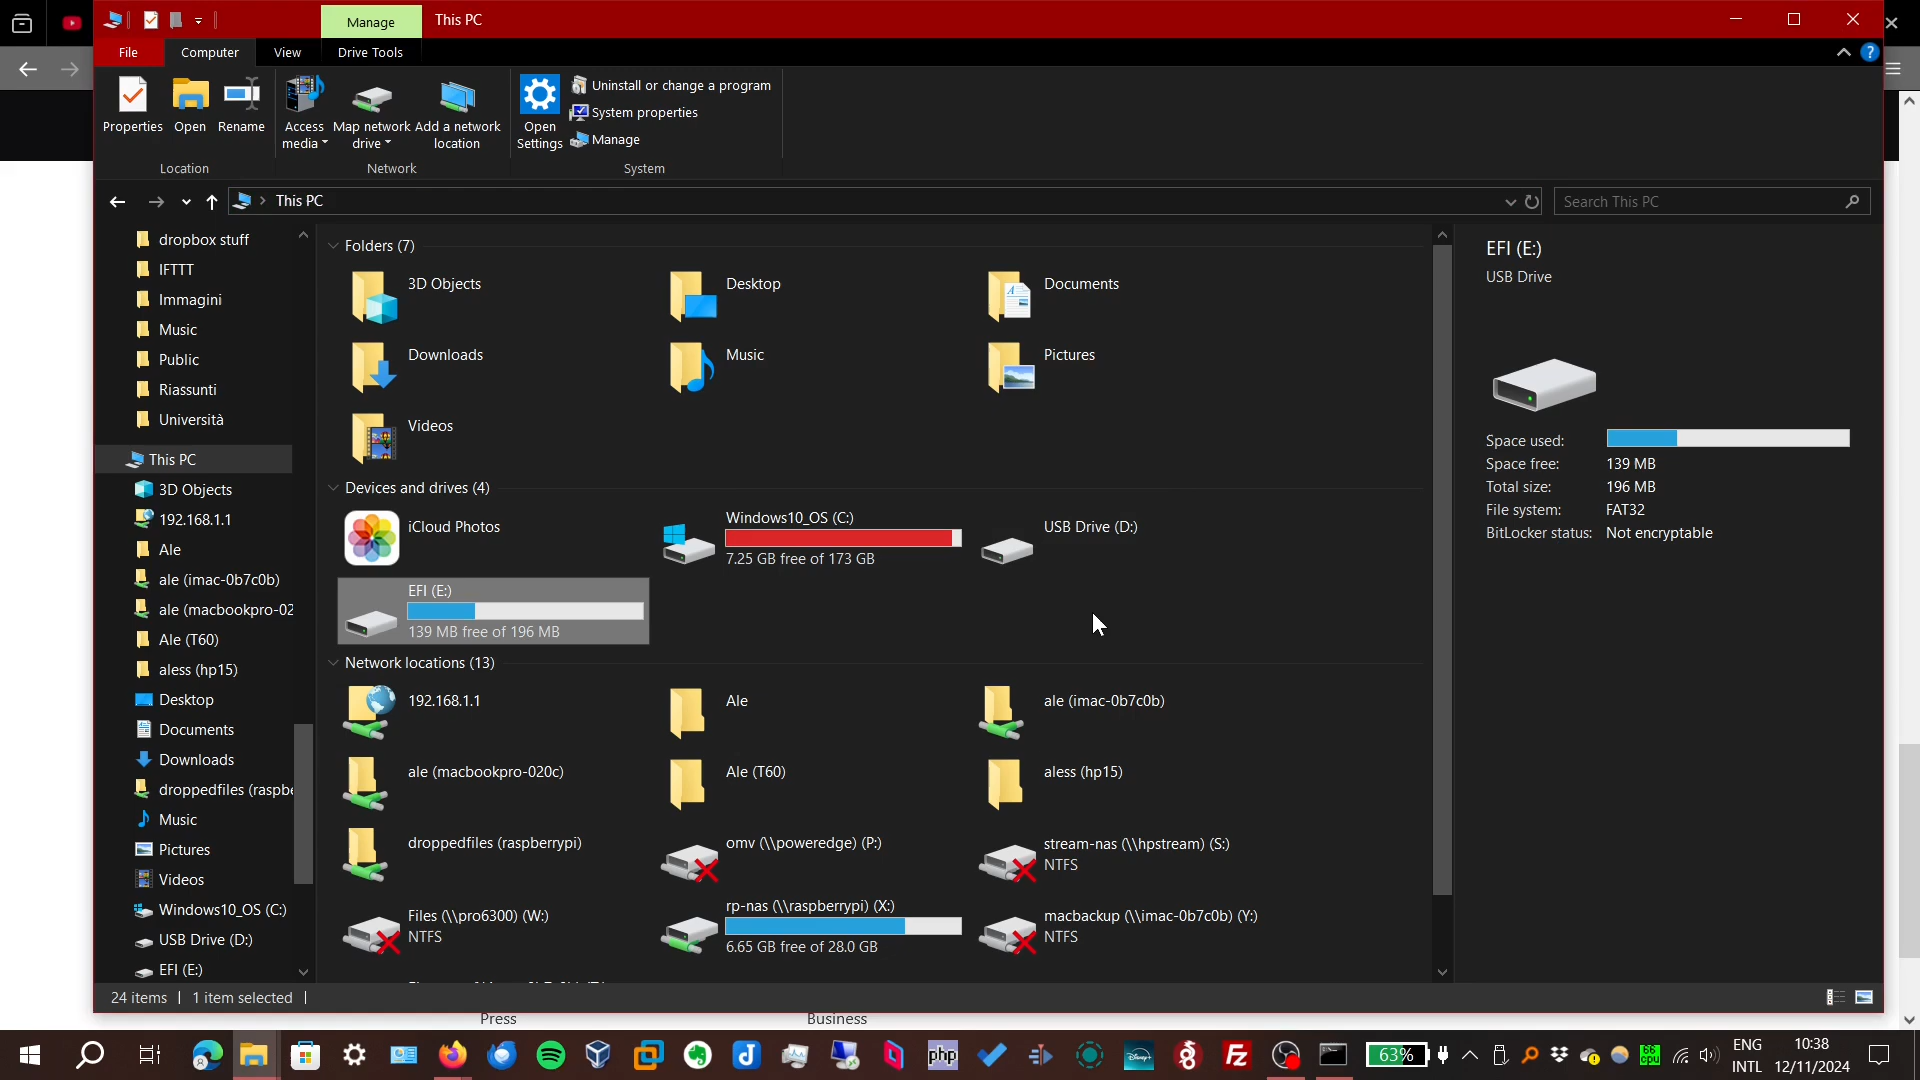 Manage
This PC
File
Computer
View
Drive Tools
Properties
Open
Rename
Access
media
Map network
drive
Add a network
location
Open
Settings
Uninstall or change a program
System properties
Manage
Location
Network
System
This PC
Search This PC
dropbox stuff
IFTTT
Immagini
Music
Public
Riassunti
Università
This PC
3D Objects
192.168.1.1
Ale
ale (imac-0b7c0b)
ale (macbookpro-02
Ale (T60)
aless (hp15)
Desktop
Documents
Downloads
droppedfiles (raspbe
Music
Pictures
Videos
Windows10_OS (C:)
USB Drive (D:)
EFI (E:)
Folders (7)
3D Objects
Desktop
Documents
Downloads
Music
Pictures
Videos
Devices and drives (4)
iCloud Photos
Windows10_OS (C:)
7.25 GB free of 173 GB
USB Drive (D:)
EFI (E:)
139 MB free of 196 MB
Network locations (13)
192.168.1.1
Ale
ale (imac-0b7c0b)
ale (macbookpro-020c)
Ale (T60)
aless (hp15)
droppedfiles (raspberrypi)
omv (\\poweredge) (P:)
stream-nas (\\hpstream) (S:)
NTFS
Files (\\pro6300) (W:)
NTFS
rp-nas (\\raspberrypi) (X:)
6.65 GB free of 28.0 GB
macbackup (\\imac-0b7c0b) (Y:)
NTFS
EFI (E:)
USB Drive
Space used:
Space free: 139 MB
Total size: 196 MB
File system: FAT32
BitLocker status: Not encryptable
24 items
1 item selected
Press
Business
63%
ENG
INTL
10:38
12/11/2024